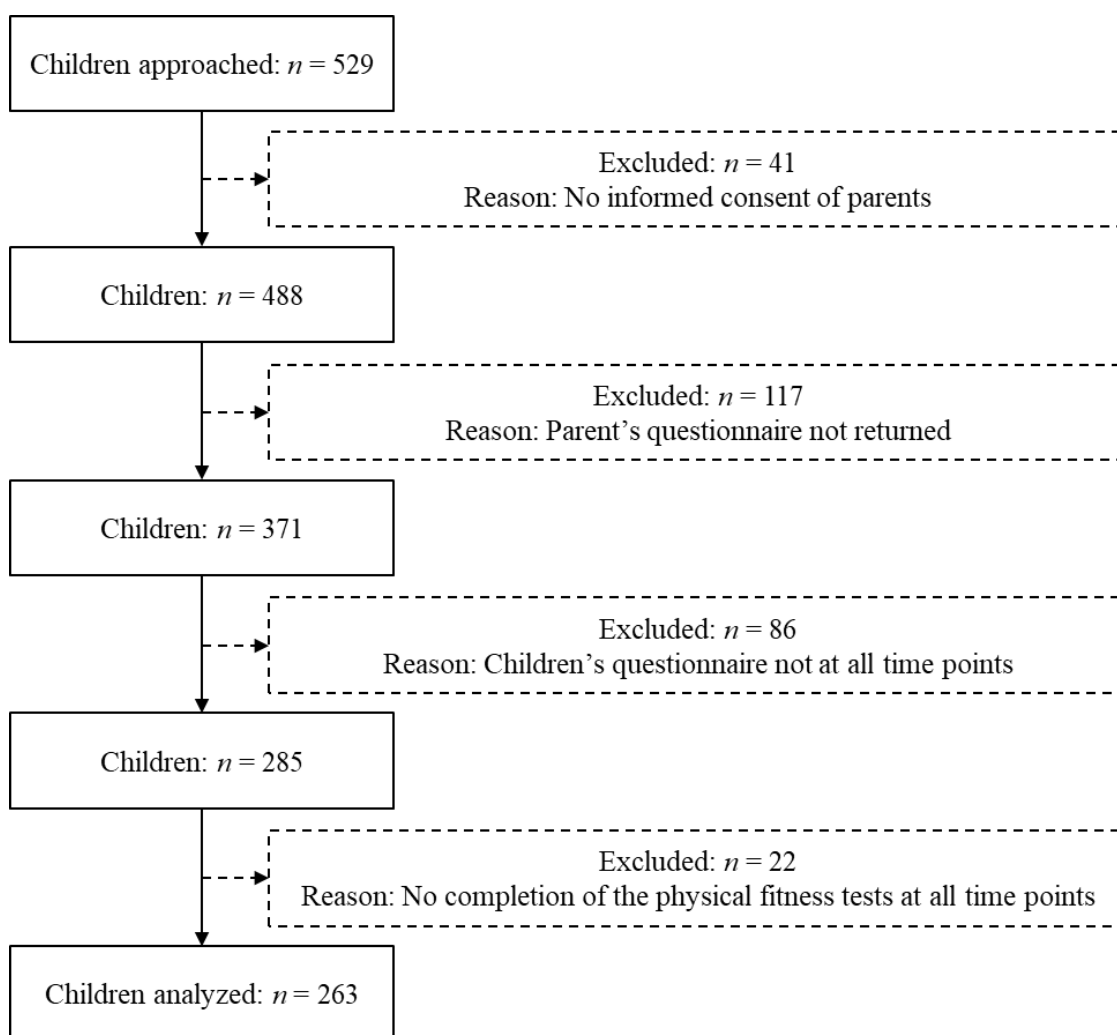 Children approached: n = 529
Excluded: n = 41
Reason: No informed consent of parents
Children: n = 488
Excluded: n = 117
Reason: Parent’s questionnaire not returned
Children: n = 371
Excluded: n = 86
Reason: Children’s questionnaire not at all time points
Children: n = 285
Excluded: n = 22
Reason: No completion of the physical fitness tests at all time points
Children analyzed: n = 263